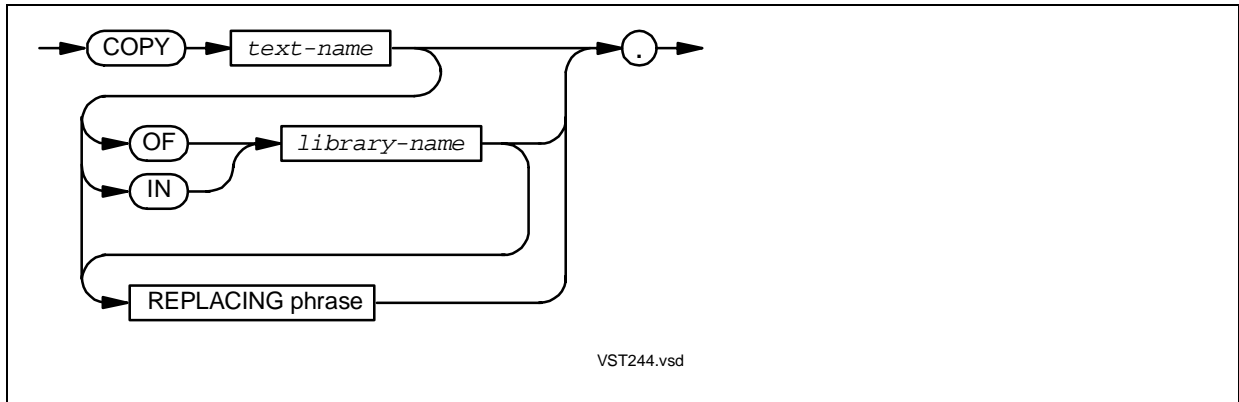 COPY text-name .
OF library-name
IN
REPLACING phrase
VST244.vsd